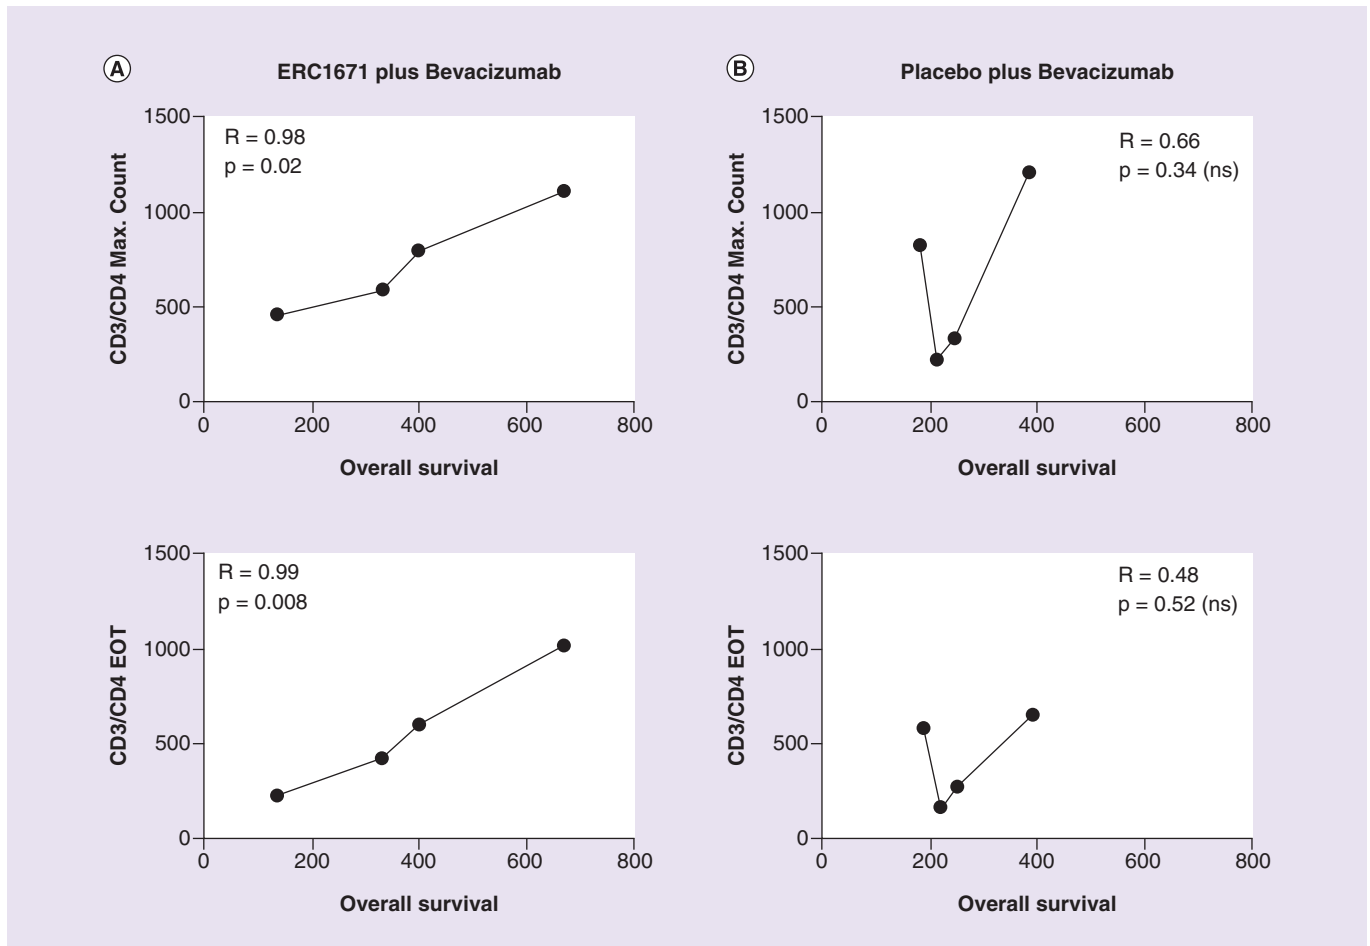 A
ERC1671 plus Bevacizumab
1500
1000
500
0
CD3/CD4 Max. Count
R = 0.98
p = 0.02
0 200 400 600 800
Overall survival
B
Placebo plus Bevacizumab
1500
1000
500
0
CD3/CD4 Max. Count
R = 0.66
p = 0.34 (ns)
0 200 400 600 800
Overall survival
1500
1000
500
0
CD3/CD4 EOT
R = 0.99
p = 0.008
0 200 400 600 800
Overall survival
1500
1000
500
0
CD3/CD4 EOT
R = 0.48
p = 0.52 (ns)
0 200 400 600 800
Overall survival